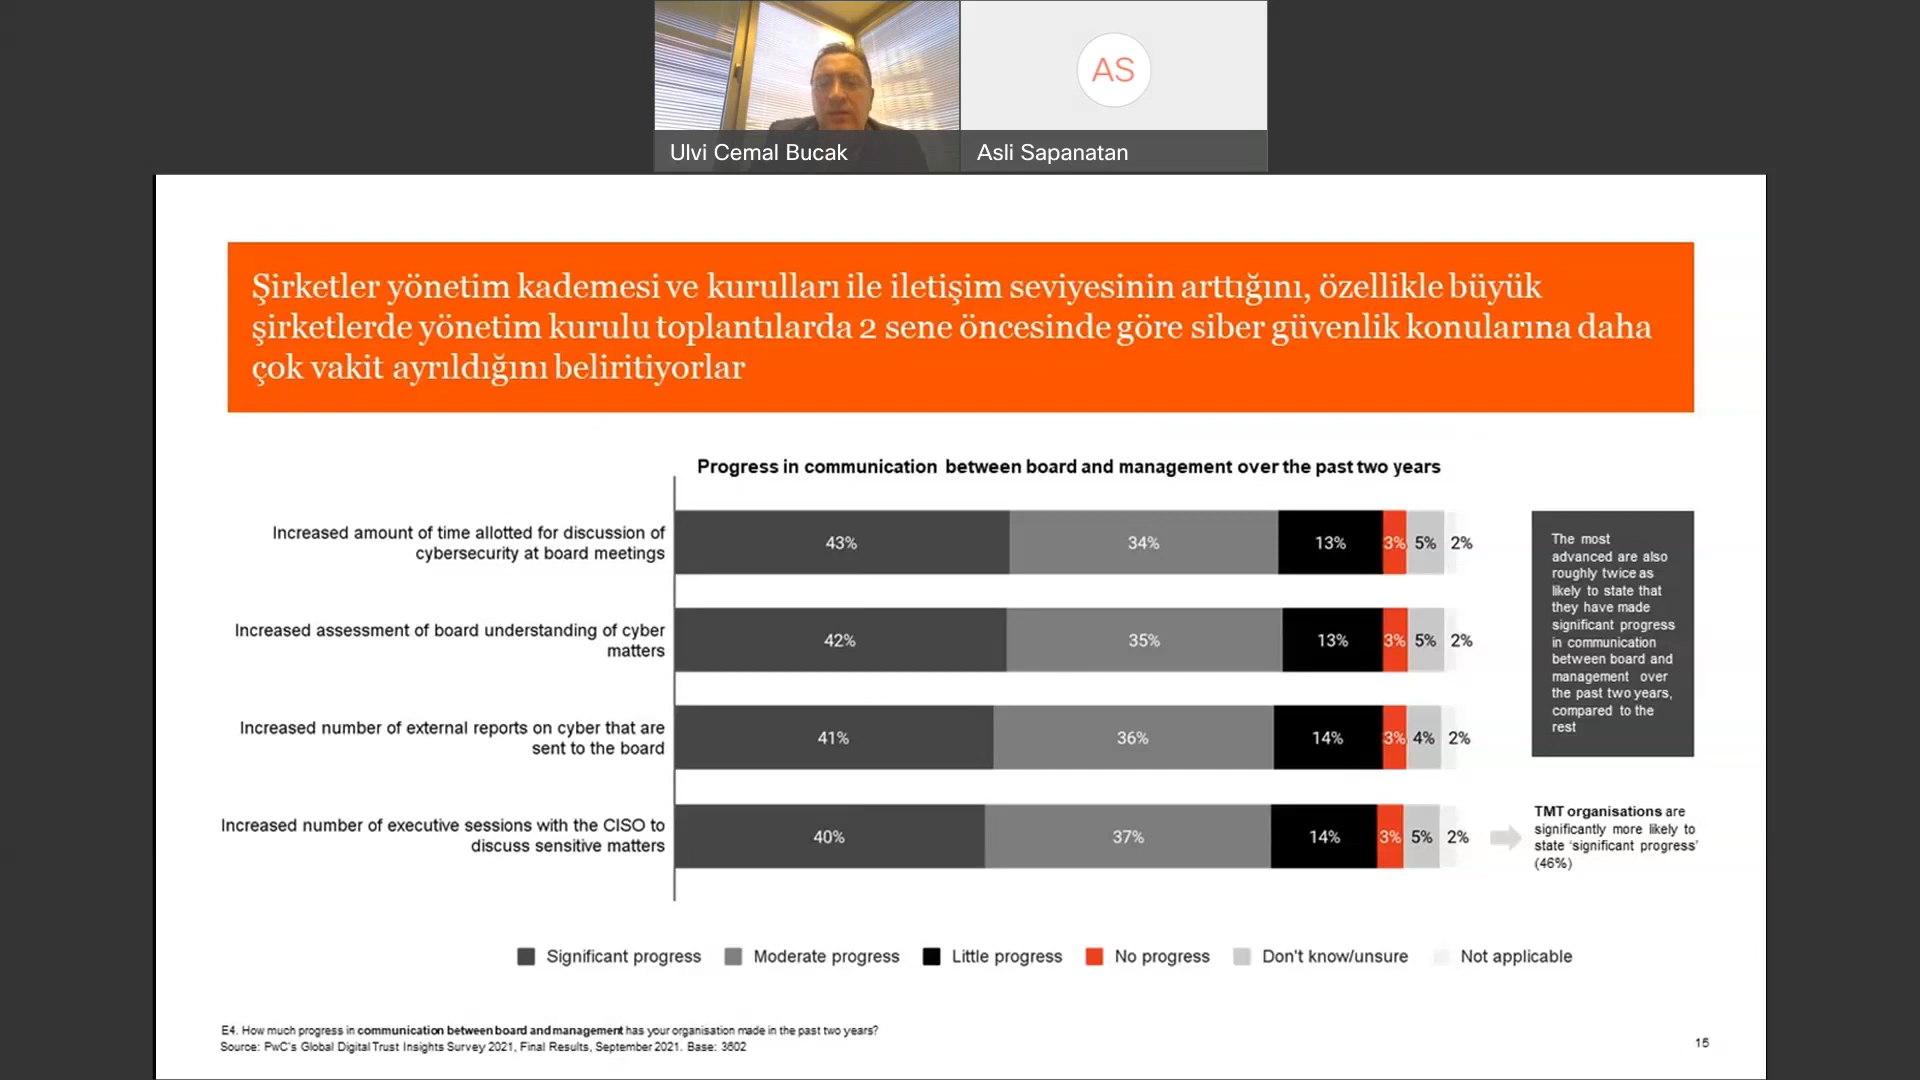 AS
Ulvi Cemal Bucak
Asli Sapanatan
Şirketler yönetim kademesi ve kurulları ile iletişim seviyesinin arttığını, özellikle büyük
şirketlerde yönetim kurulu toplantılarda 2 sene öncesinde göre siber güvenlik konularına daha
çok vakit ayrıldığını beliritiyorlar
Progress in communication between board and management over the past two years
Increased amount of time allotted for discussion of
cybersecurity at board meetings
43% 34% 13% 3% 5% 2%
Increased assessment of board understanding of cyber
matters
42% 35% 13% 3% 5% 2%
Increased number of external reports on cyber that are
sent to the board
41% 36% 14% 3% 4% 2%
Increased number of executive sessions with the CISO to
discuss sensitive matters
40% 37% 14% 3% 5% 2%
The most
advanced are also
roughly twice as
likely to state that
they have made
significant progress
in communication
between board and
management over
the past two years,
compared to the
rest
TMT organisations are
significantly more likely to
state ‘significant progress’
(46%)
Significant progress Moderate progress Little progress No progress Don't know/unsure Not applicable
E4. How much progress in communication between board and management has your organisation made in the past two years?
Source: PwC's Global Digital Trust Insights Survey 2021, Final Results, September 2021. Base: 3602
15